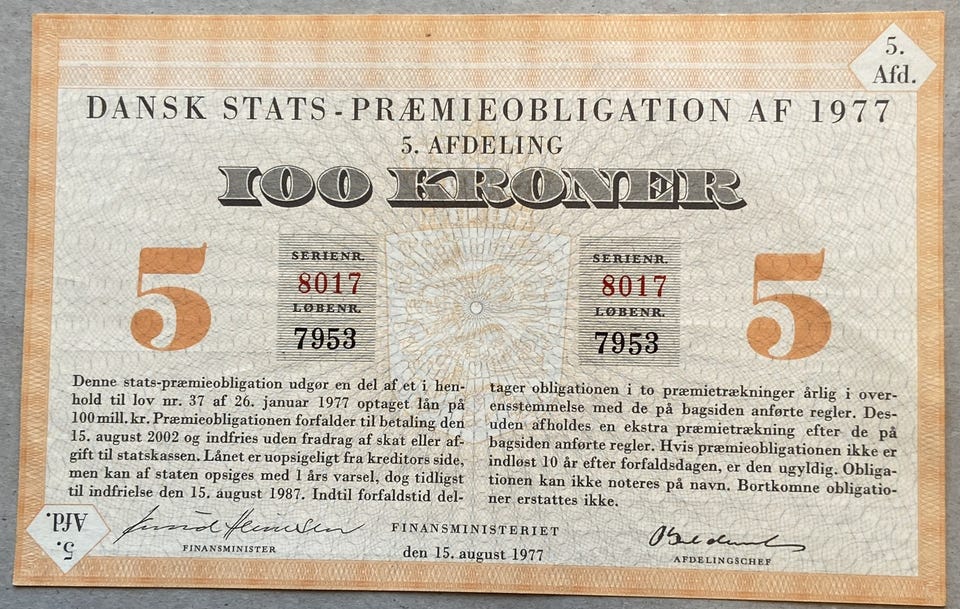 5.
Afd.
DANSK STATS-PRÆMIEOBLIGATION AF 1977
5. AFDELING
100 KRONER
5
SERIENR.
8017
LØBENR.
7953
SERIENR.
8017
LØBENR.
7953
5
Denne stats-præmieobligation udgør en del af et i hen-
hold til lov nr. 37 af 26. januar 1977 optaget lån på
100 mill. kr. Præmieobligationen forfalder til betaling den
15. august 2002 og indfries uden fradrag af skat eller af-
gift til statskassen. Lånet er uopsigeligt fra kreditors side,
men kan af staten opsiges med 1 års varsel, dog tidligst
til indfrielse den 15. august 1987. Indtil forfaldstid del-
tager obligationen i to præmietrækninger årlig i over-
ensstemmelse med de på bagsiden anførte regler. Des-
uden afholdes en ekstra præmietrækning efter de på
bagsiden anførte regler. Hvis præmieobligationen ikke er
indløst 10 år efter forfaldsdagen, er den ugyldig. Obliga-
tionen kan ikke noteres på navn. Bortkomne obligatio-
ner erstattes ikke.
5.
Afd.
Knud Heinesen
FINANSMINISTER
FINANSMINISTERIET
den 15. august 1977
AFDELINGSCHEF